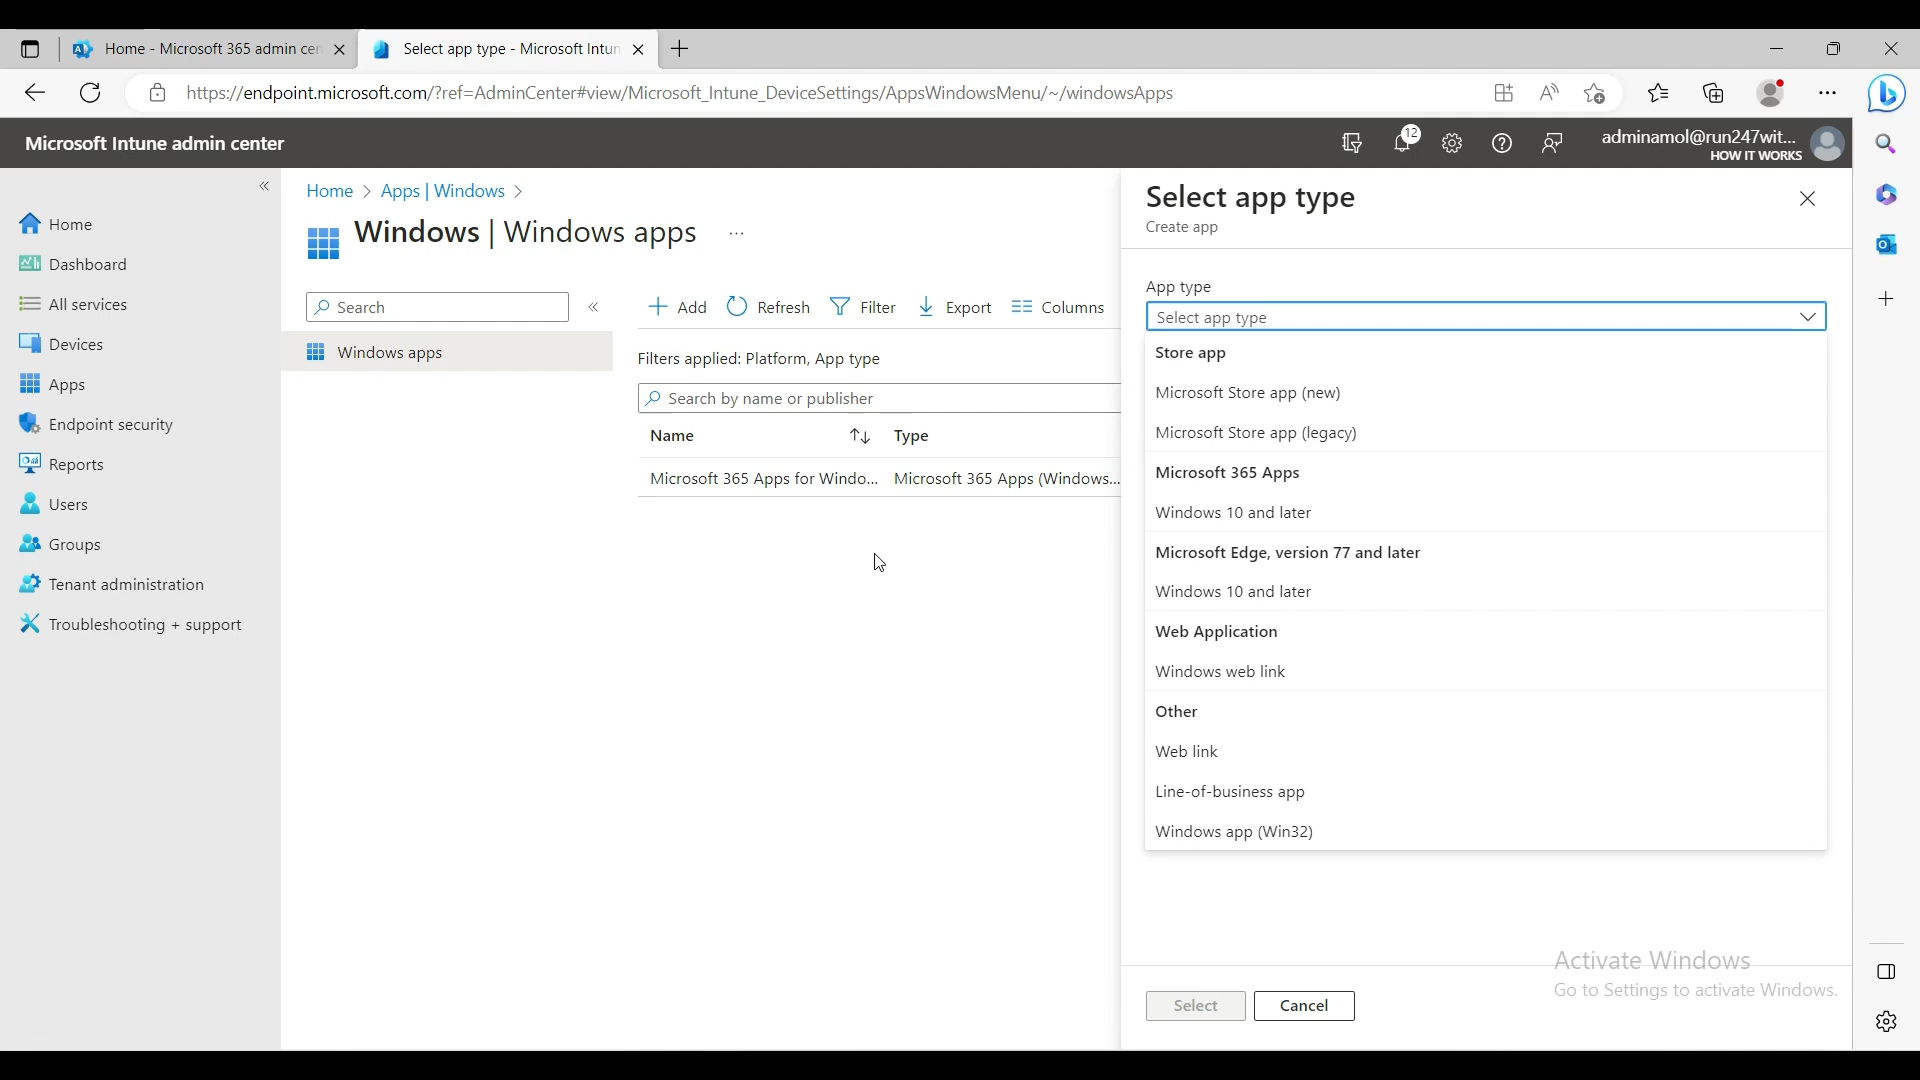 Home - Microsoft 365 admin cen
Select app type - Microsoft Intun
https://endpoint.microsoft.com/?ref=AdminCenter#view/Microsoft_Intune_DeviceSettings/AppsWindowsMenu/~/windowsApps
Microsoft Intune admin center
12
adminamol@run247wit...
HOW IT WORKS
Home
Dashboard
All services
Devices
Apps
Endpoint security
Reports
Users
Groups
Tenant administration
Troubleshooting + support
Home > Apps | Windows >
Windows | Windows apps ...
Search
Windows apps
Add Refresh Filter Export Columns
Filters applied: Platform, App type
Search by name or publisher
Name Type
Microsoft 365 Apps for Windo... Microsoft 365 Apps (Windows...
Select app type
Create app
App type
Select app type
Store app
Microsoft Store app (new)
Microsoft Store app (legacy)
Microsoft 365 Apps
Windows 10 and later
Microsoft Edge, version 77 and later
Windows 10 and later
Web Application
Windows web link
Other
Web link
Line-of-business app
Windows app (Win32)
Activate Windows
Go to Settings to activate Windows.
Select Cancel